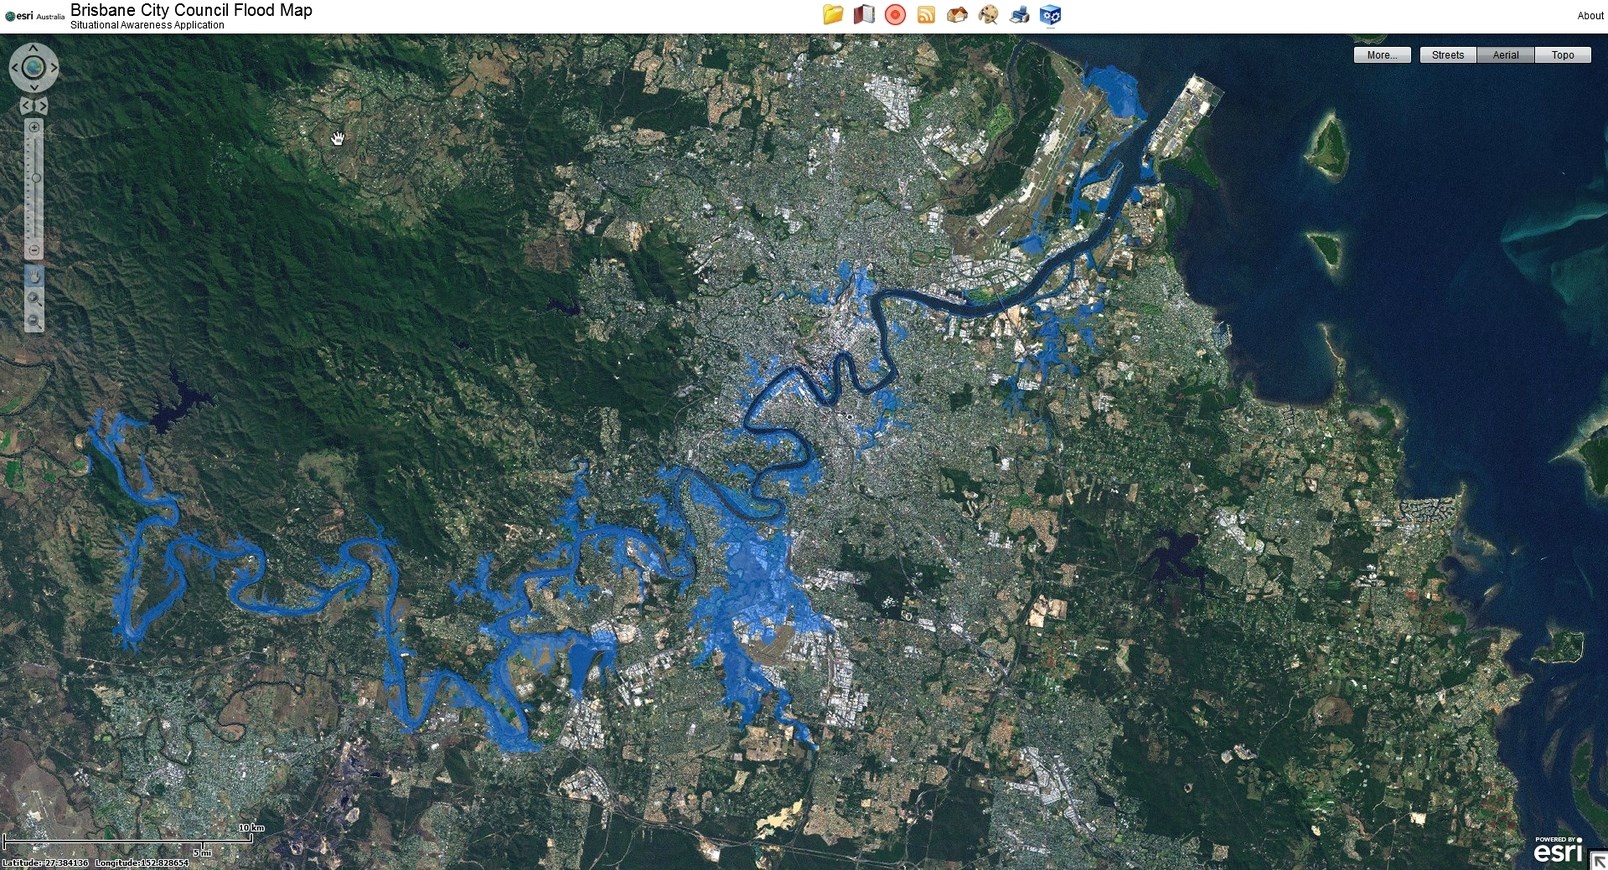 esri Australia
Brisbane City Council Flood Map
Situational Awareness Application
About
More...
Streets
Aerial
Topo
10 km
5 mi
Latitude:-27.384136 Longitude:152.828654
POWERED BY
esri